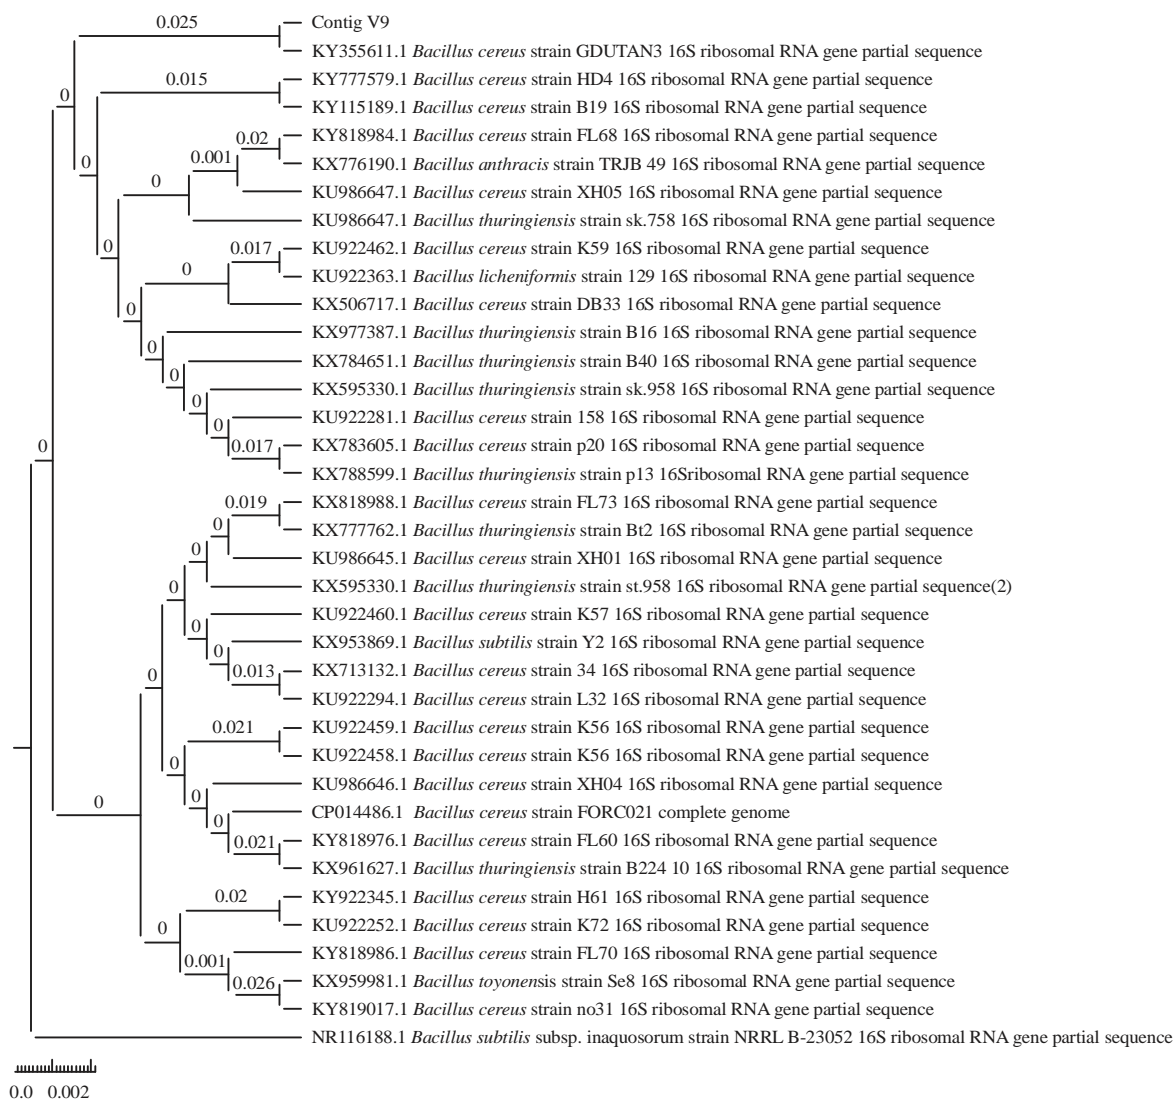 0.025
Contig V9
KY355611.1 Bacillus cereus strain GDUTAN3 16S ribosomal RNA gene partial sequence
0.015
KY777579.1 Bacillus cereus strain HD4 16S ribosomal RNA gene partial sequence
0
KY115189.1 Bacillus cereus strain B19 16S ribosomal RNA gene partial sequence
0.02
KY818984.1 Bacillus cereus strain FL68 16S ribosomal RNA gene partial sequence
0
0.001
KX776190.1 Bacillus anthracis strain TRJB 49 16S ribosomal RNA gene partial sequence
0
KU986647.1 Bacillus cereus strain XH05 16S ribosomal RNA gene partial sequence
KU986647.1 Bacillus thuringiensis strain sk.758 16S ribosomal RNA gene partial sequence
0
0.017
KU922462.1 Bacillus cereus strain K59 16S ribosomal RNA gene partial sequence
0
KU922363.1 Bacillus licheniformis strain 129 16S ribosomal RNA gene partial sequence
0
KX506717.1 Bacillus cereus strain DB33 16S ribosomal RNA gene partial sequence
KX977387.1 Bacillus thuringiensis strain B16 16S ribosomal RNA gene partial sequence
0
KX784651.1 Bacillus thuringiensis strain B40 16S ribosomal RNA gene partial sequence
0
KX595330.1 Bacillus thuringiensis strain sk.958 16S ribosomal RNA gene partial sequence
0
KU922281.1 Bacillus cereus strain 158 16S ribosomal RNA gene partial sequence
0
0
0.017
KX783605.1 Bacillus cereus strain p20 16S ribosomal RNA gene partial sequence
KX788599.1 Bacillus thuringiensis strain p13 16Sribosomal RNA gene partial sequence
0.019
KX818988.1 Bacillus cereus strain FL73 16S ribosomal RNA gene partial sequence
0
KX777762.1 Bacillus thuringiensis strain Bt2 16S ribosomal RNA gene partial sequence
0
KU986645.1 Bacillus cereus strain XH01 16S ribosomal RNA gene partial sequence
0
KX595330.1 Bacillus thuringiensis strain st.958 16S ribosomal RNA gene partial sequence(2)
KU922460.1 Bacillus cereus strain K57 16S ribosomal RNA gene partial sequence
0
KX953869.1 Bacillus subtilis strain Y2 16S ribosomal RNA gene partial sequence
0
0
0.013
KX713132.1 Bacillus cereus strain 34 16S ribosomal RNA gene partial sequence
KU922294.1 Bacillus cereus strain L32 16S ribosomal RNA gene partial sequence
0.021
KU922459.1 Bacillus cereus strain K56 16S ribosomal RNA gene partial sequence
0
KU922458.1 Bacillus cereus strain K56 16S ribosomal RNA gene partial sequence
KU986646.1 Bacillus cereus strain XH04 16S ribosomal RNA gene partial sequence
0
0
CP014486.1 Bacillus cereus strain FORC021 complete genome
0
0.021
KY818976.1 Bacillus cereus strain FL60 16S ribosomal RNA gene partial sequence
KX961627.1 Bacillus thuringiensis strain B224 10 16S ribosomal RNA gene partial sequence
0.02
KY922345.1 Bacillus cereus strain H61 16S ribosomal RNA gene partial sequence
0
KU922252.1 Bacillus cereus strain K72 16S ribosomal RNA gene partial sequence
0.001
KY818986.1 Bacillus cereus strain FL70 16S ribosomal RNA gene partial sequence
0.026
KX959981.1 Bacillus toyonensis strain Se8 16S ribosomal RNA gene partial sequence
KY819017.1 Bacillus cereus strain no31 16S ribosomal RNA gene partial sequence
NR116188.1 Bacillus subtilis subsp. inaquosorum strain NRRL B-23052 16S ribosomal RNA gene partial sequence
0.0 0.002